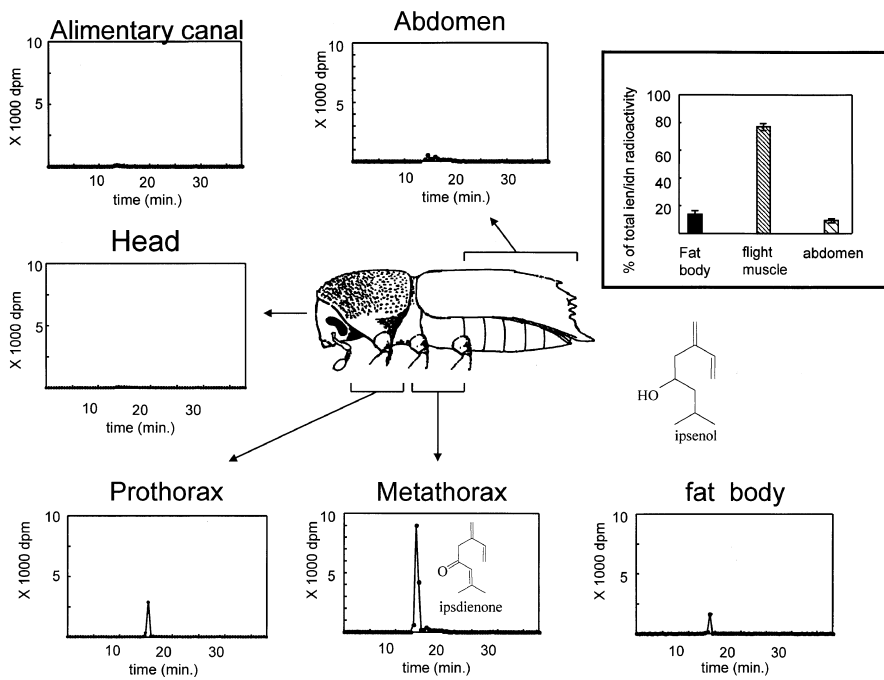 Alimentary canal
10
5
X 1000 dpm
10 20 30
time (min.)
Abdomen
10
5
X 1000 dpm
10 20 30
time (min.)
100
80
60
40
20
% of total ien/idn radioactivity
Fat body
flight muscle
abdomen
Head
10
5
X 1000 dpm
10 20 30
time (min.)
HO
ipsenol
Prothorax
10
5
X 1000 dpm
10 20 30
time (min.)
Metathorax
10
5
X 1000 dpm
O
ipsdienone
10 20 30
time (min.)
fat body
10
5
X 1000 dpm
10 20 30
time (min.)